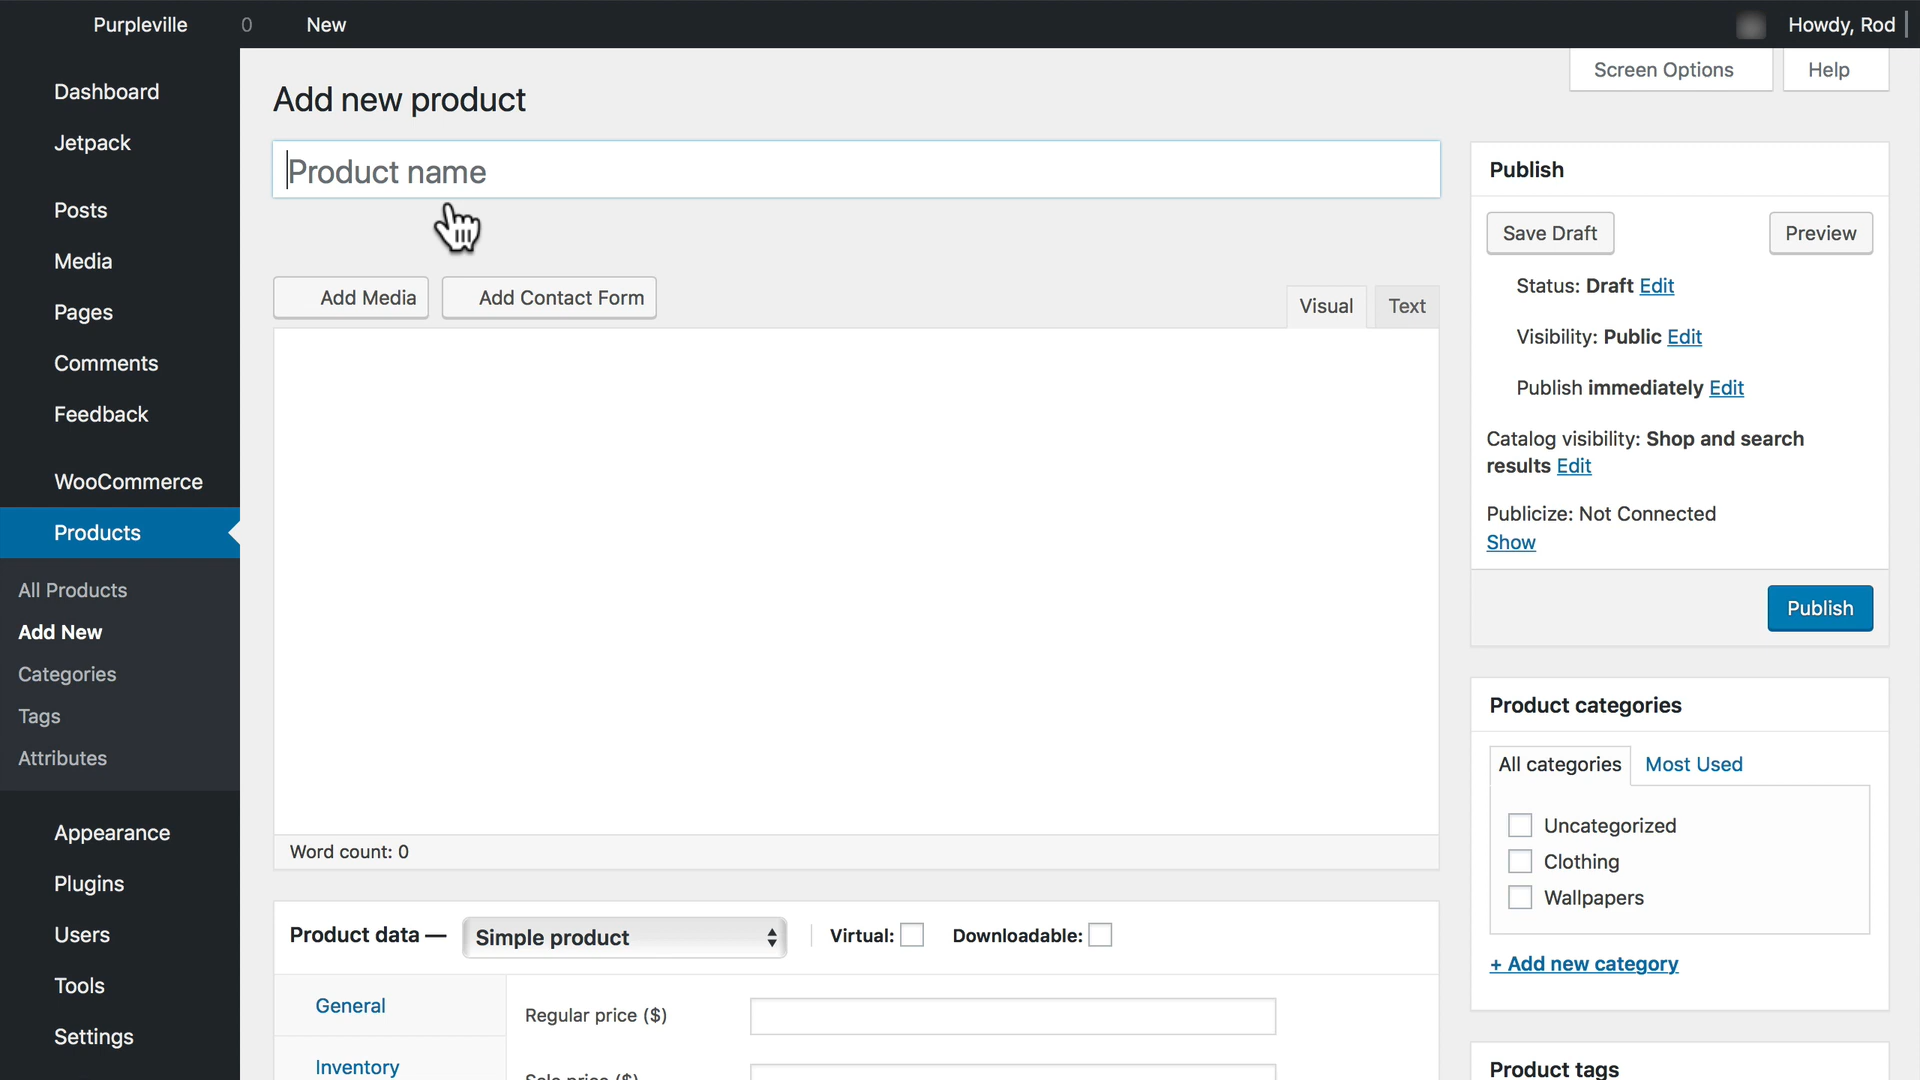 Purpleville 0 New Howdy, Rod
Screen Options Help
Dashboard
Jetpack
Posts
Media
Pages
Comments
Feedback
WooCommerce
Products
All Products
Add New
Categories
Tags
Attributes
Appearance
Plugins
Users
Tools
Settings
Add new product
Product name
Add Media Add Contact Form
Visual Text
Word count: 0
Product data — Simple product Virtual: Downloadable:
General
Inventory
Regular price ($)
Sale price ($)
Publish
Save Draft Preview
Status: Draft Edit
Visibility: Public Edit
Publish immediately Edit
Catalog visibility: Shop and search
results Edit
Publicize: Not Connected
Show
Publish
Product categories
All categories Most Used
Uncategorized
Clothing
Wallpapers
+ Add new category
Product tags